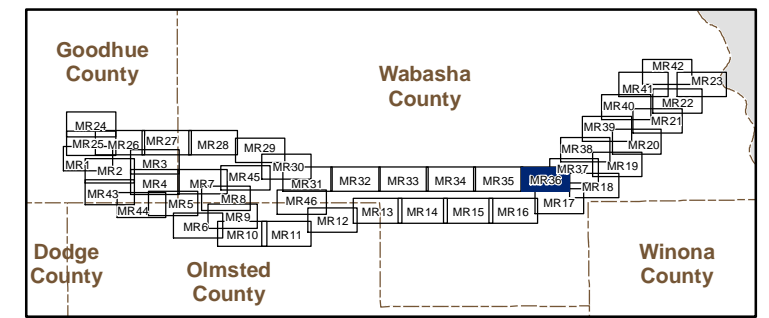 Goodhue
County
Wabasha
County
MR42
MR41
MR23
MR40
MR22
MR24
MR39
MR21
MR25
MR26
MR27
MR28
MR29
MR38
MR20
MR1
MR2
MR3
MR30
MR37
MR19
MR43
MR4
MR7
MR45
MR31
MR32
MR33
MR34
MR35
MR36
MR18
MR44
MR5
MR8
MR46
MR17
MR6
MR9
MR12
MR13
MR14
MR15
MR16
MR10
MR11
Dodge
County
Olmsted
County
Winona
County